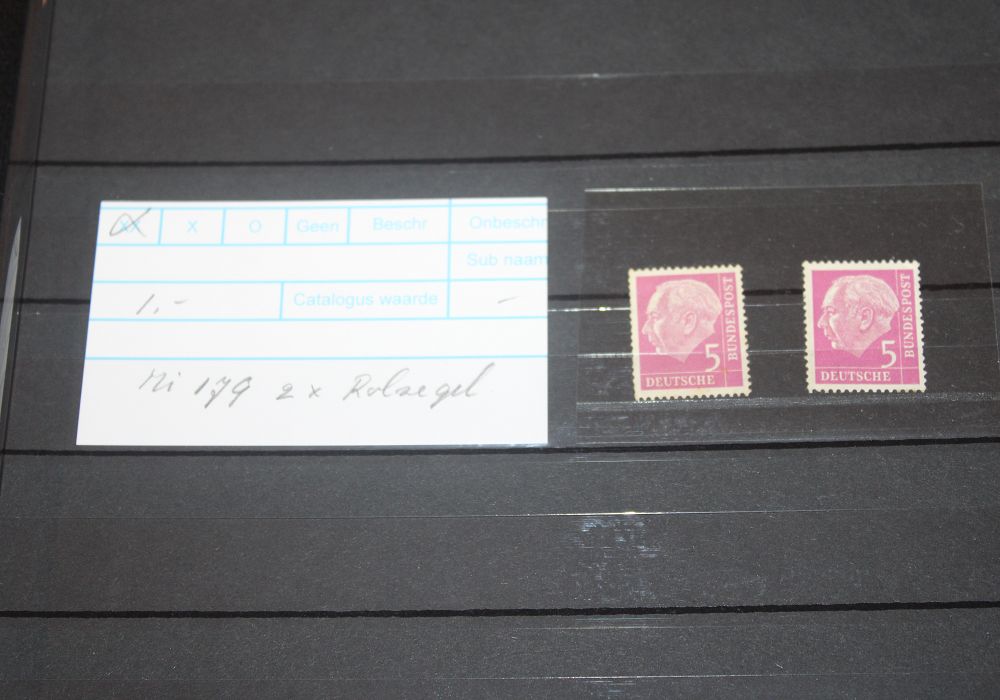 XX X O Geen Beschr Onbeschr
Sub naam
1,- Catalogus waarde -
Mi 179 2 x Rolzegel
5
DEUTSCHE
BUNDESPOST
5
DEUTSCHE
BUNDESPOST